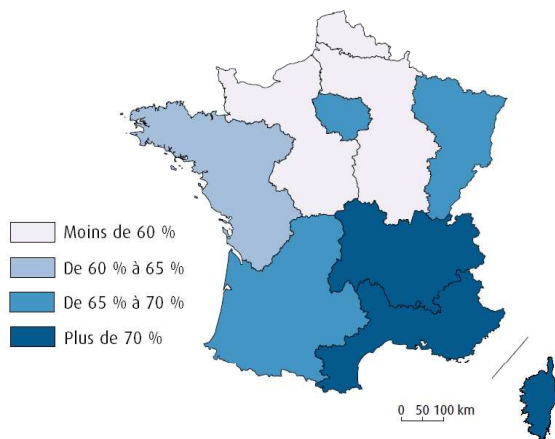 Moins de 60 %
De 60 % à 65 %
De 65 % à 70 %
Plus de 70 %
0 50 100 km